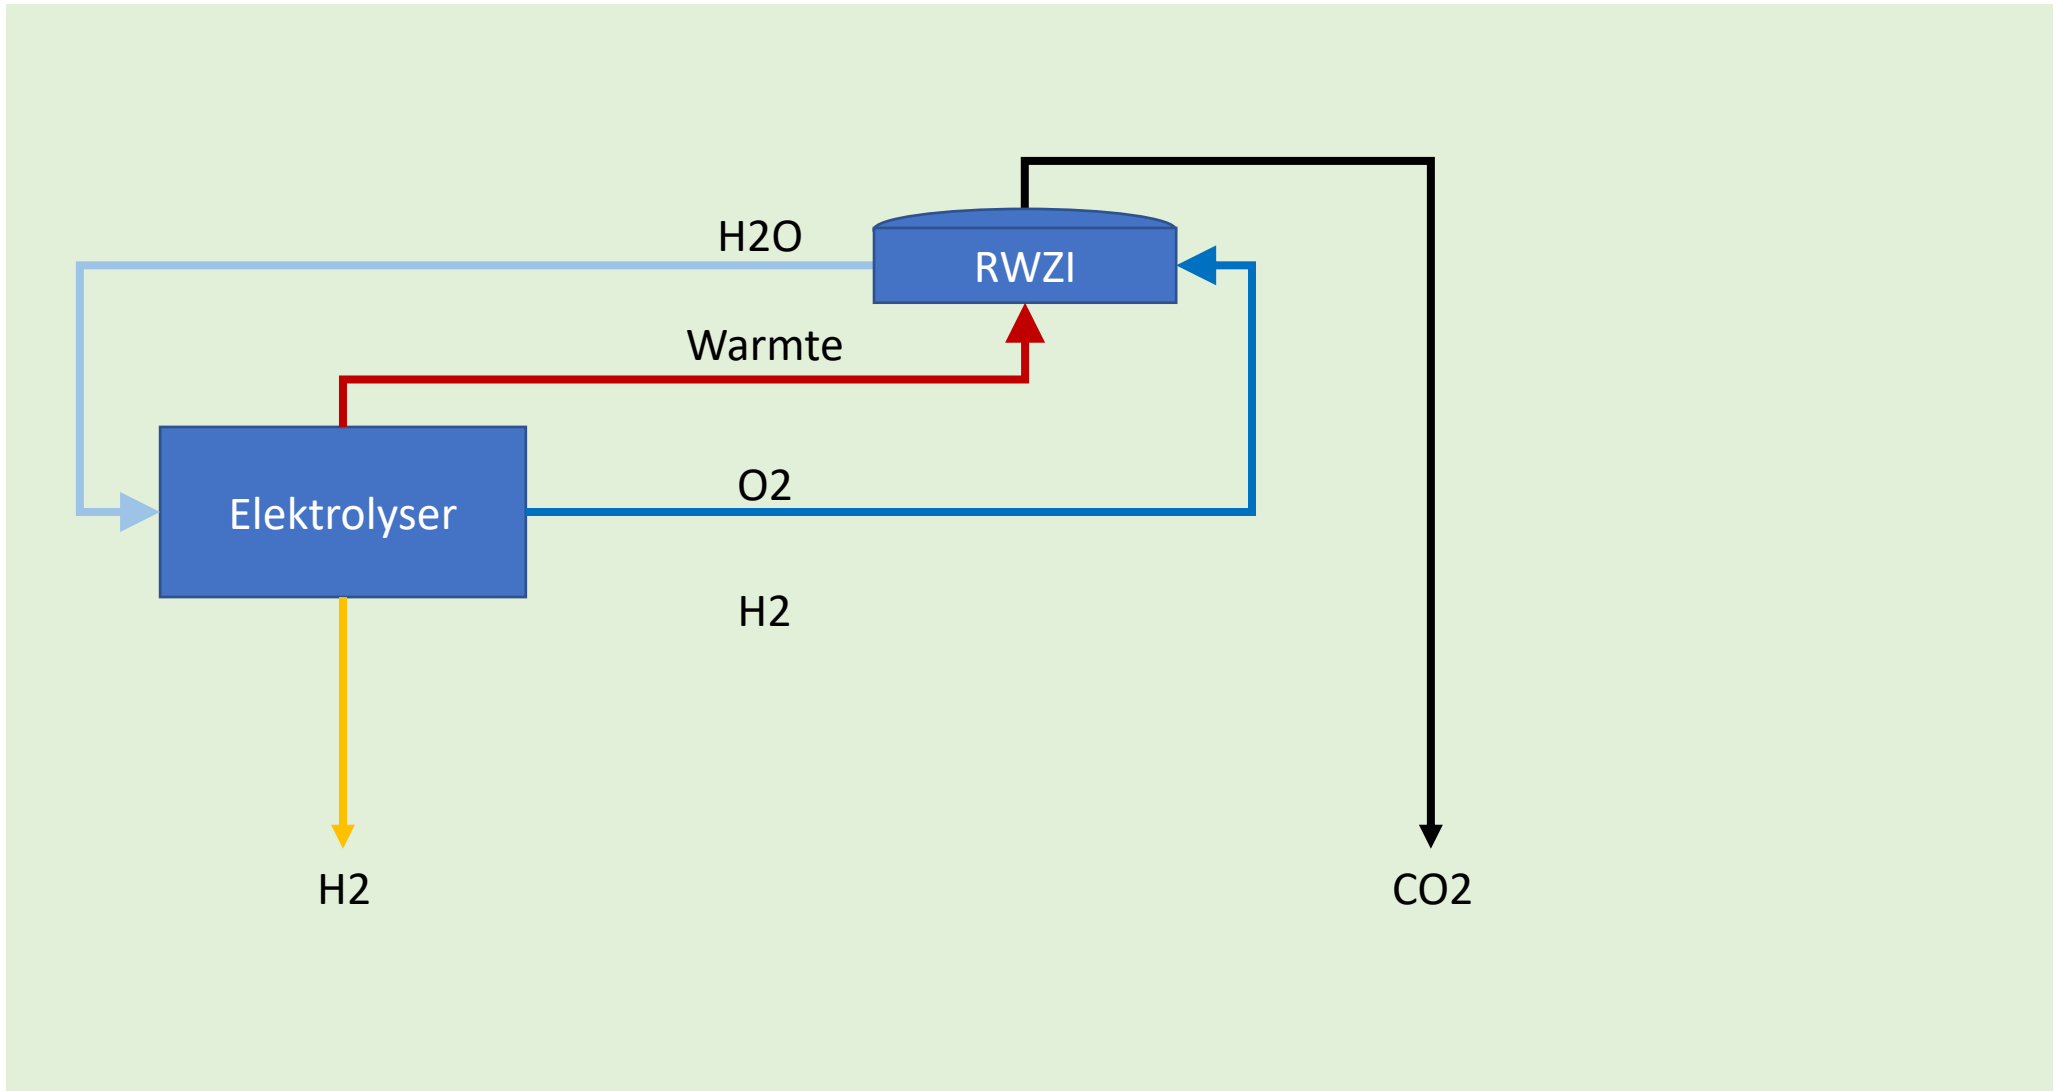 H2O
RWZI
Warmte
O2
Elektrolyser
H2
H2
CO2